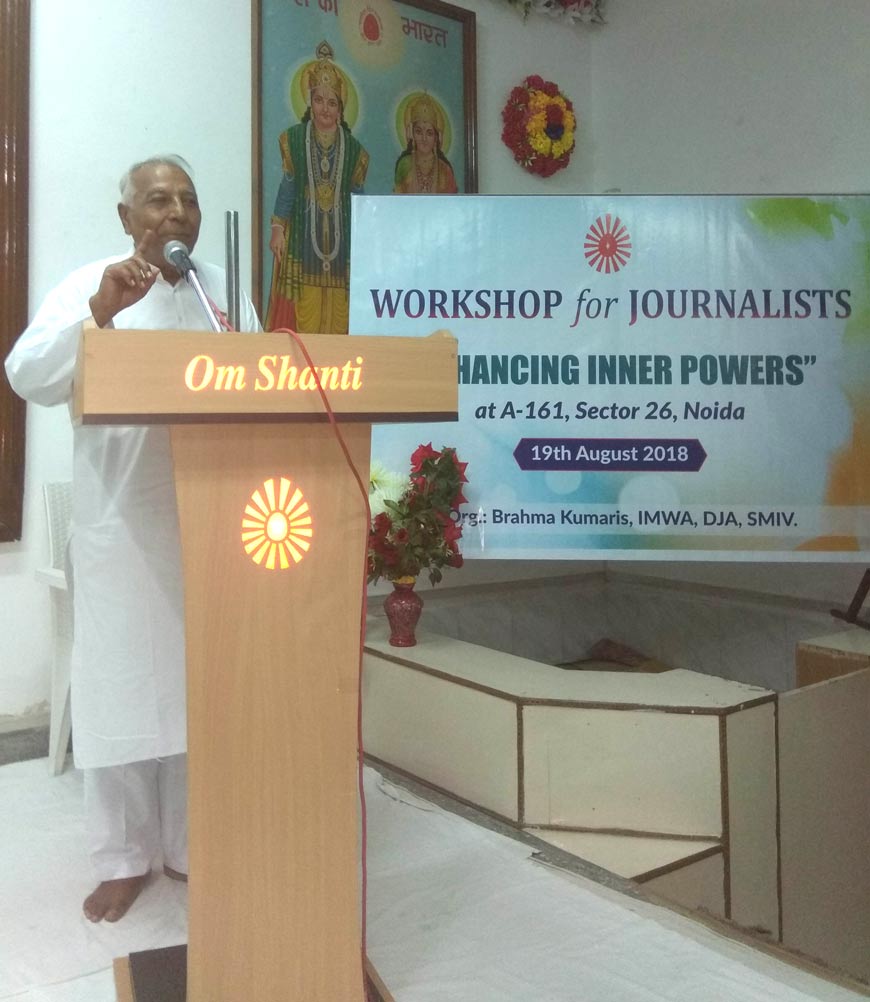 की
भारत
WORKSHOP for JOURNALISTS
HANCING INNER POWERS”
at A-161, Sector 26, Noida
19th August 2018
Org.: Brahma Kumaris, IMWA, DJA, SMIV.
Om Shanti